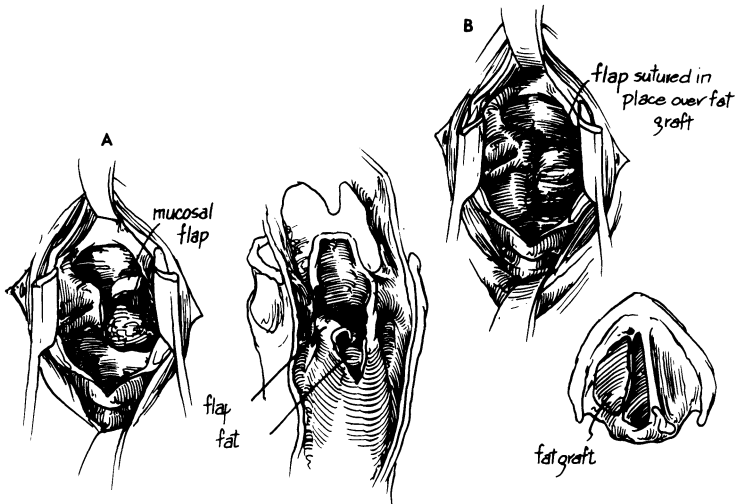 A
mucosal
flap
flap
fat
B
flap sutured in
place over fat
graft
fat graft